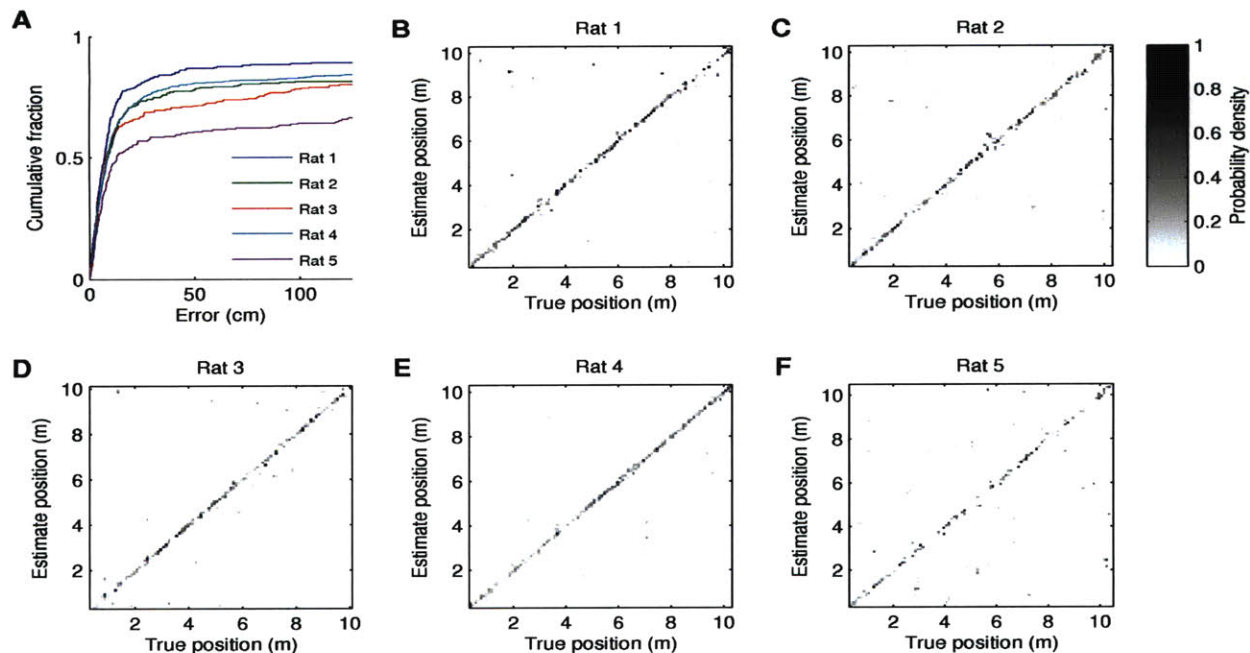 A
1
0.5
0
Cumulative fraction
Rat 1
Rat 2
Rat 3
Rat 4
Rat 5
0 50 100
Error (cm)
B
Rat 1
10
8
6
4
2
Estimate position (m)
2 4 6 8 10
True position (m)
C
Rat 2
10
8
6
4
2
Estimate position (m)
2 4 6 8 10
True position (m)
1
0.8
0.6
0.4
0.2
0
Probability density
D
Rat 3
10
8
6
4
2
Estimate position (m)
2 4 6 8 10
True position (m)
E
Rat 4
10
8
6
4
2
Estimate position (m)
2 4 6 8 10
True position (m)
F
Rat 5
10
8
6
4
2
Estimate position (m)
2 4 6 8 10
True position (m)